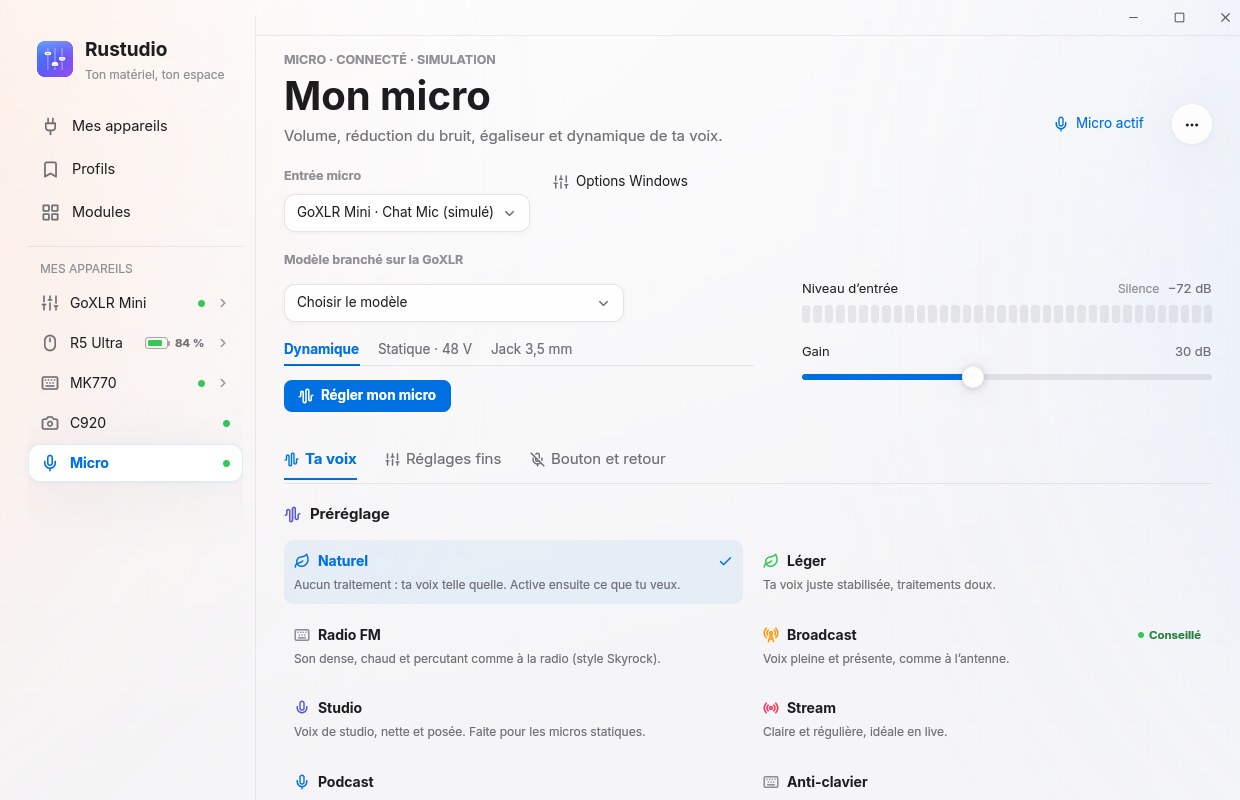 Rustudio
Ton matériel, ton espace
Mes appareils
Profils
Modules
MES APPAREILS
GoXLR Mini
R5 Ultra 84 %
MK770
C920
Micro
MICRO · CONNECTÉ · SIMULATION
Mon micro
Volume, réduction du bruit, égaliseur et dynamique de ta voix.
Micro actif
Entrée micro
Options Windows
GoXLR Mini · Chat Mic (simulé)
Modèle branché sur la GoXLR
Choisir le modèle
Dynamique Statique · 48 V Jack 3,5 mm
Régler mon micro
Niveau d’entrée Silence −72 dB
Gain 30 dB
Ta voix Réglages fins Bouton et retour
Préréglage
Naturel
Aucun traitement : ta voix telle quelle. Active ensuite ce que tu veux.
Léger
Ta voix juste stabilisée, traitements doux.
Radio FM
Son dense, chaud et percutant comme à la radio (style Skyrock).
Broadcast Conseillé
Voix pleine et présente, comme à l’antenne.
Studio
Voix de studio, nette et posée. Faite pour les micros statiques.
Stream
Claire et régulière, idéale en live.
Podcast
Anti-clavier